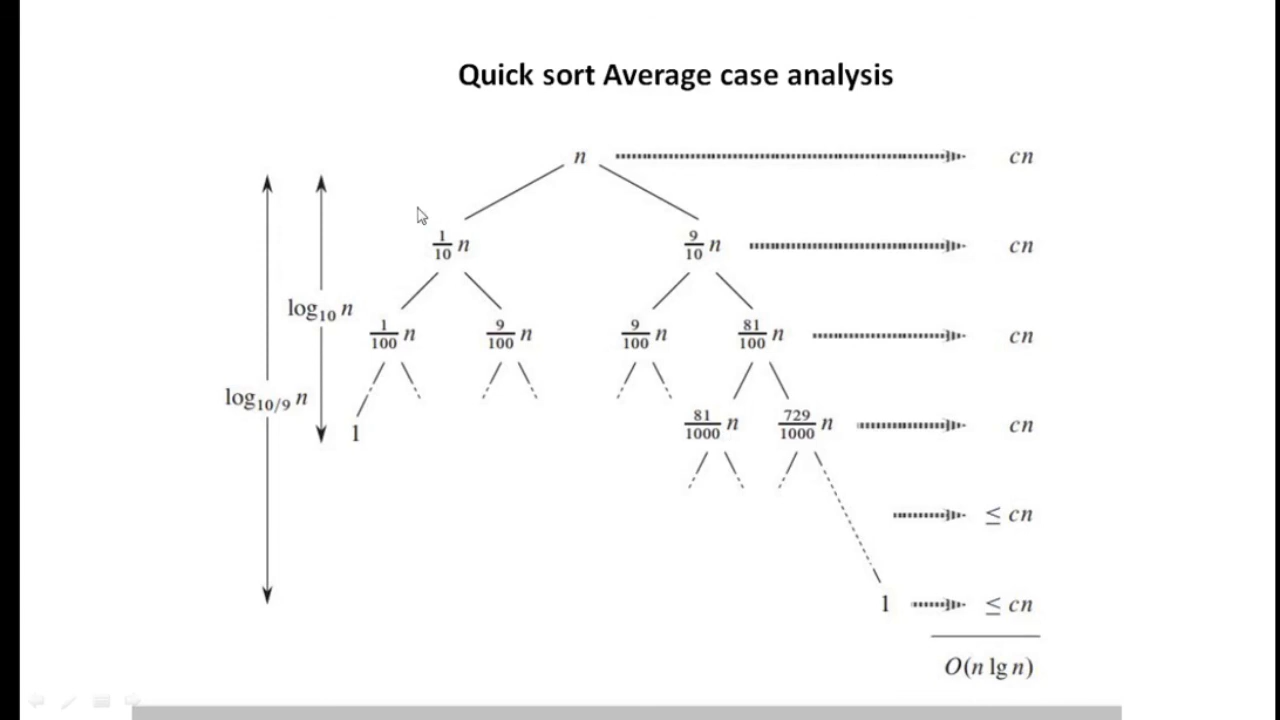 Quick sort Average case analysis
n cn
1/10 n 9/10 n cn
log₁₀ n
1/100 n 9/100 n 9/100 n 81/100 n cn
log₁₀/₉ n
1 81/1000 n 729/1000 n cn
≤ cn
1 ≤ cn
O(n lg n)